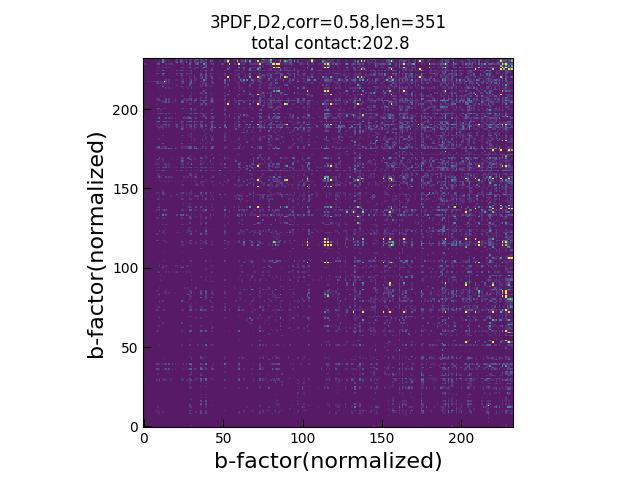 3PDF,D2,corr=0.58,len=351
total contact:202.8
b-factor(normalized)
200
150
100
50
0
0 50 100 150 200
b-factor(normalized)